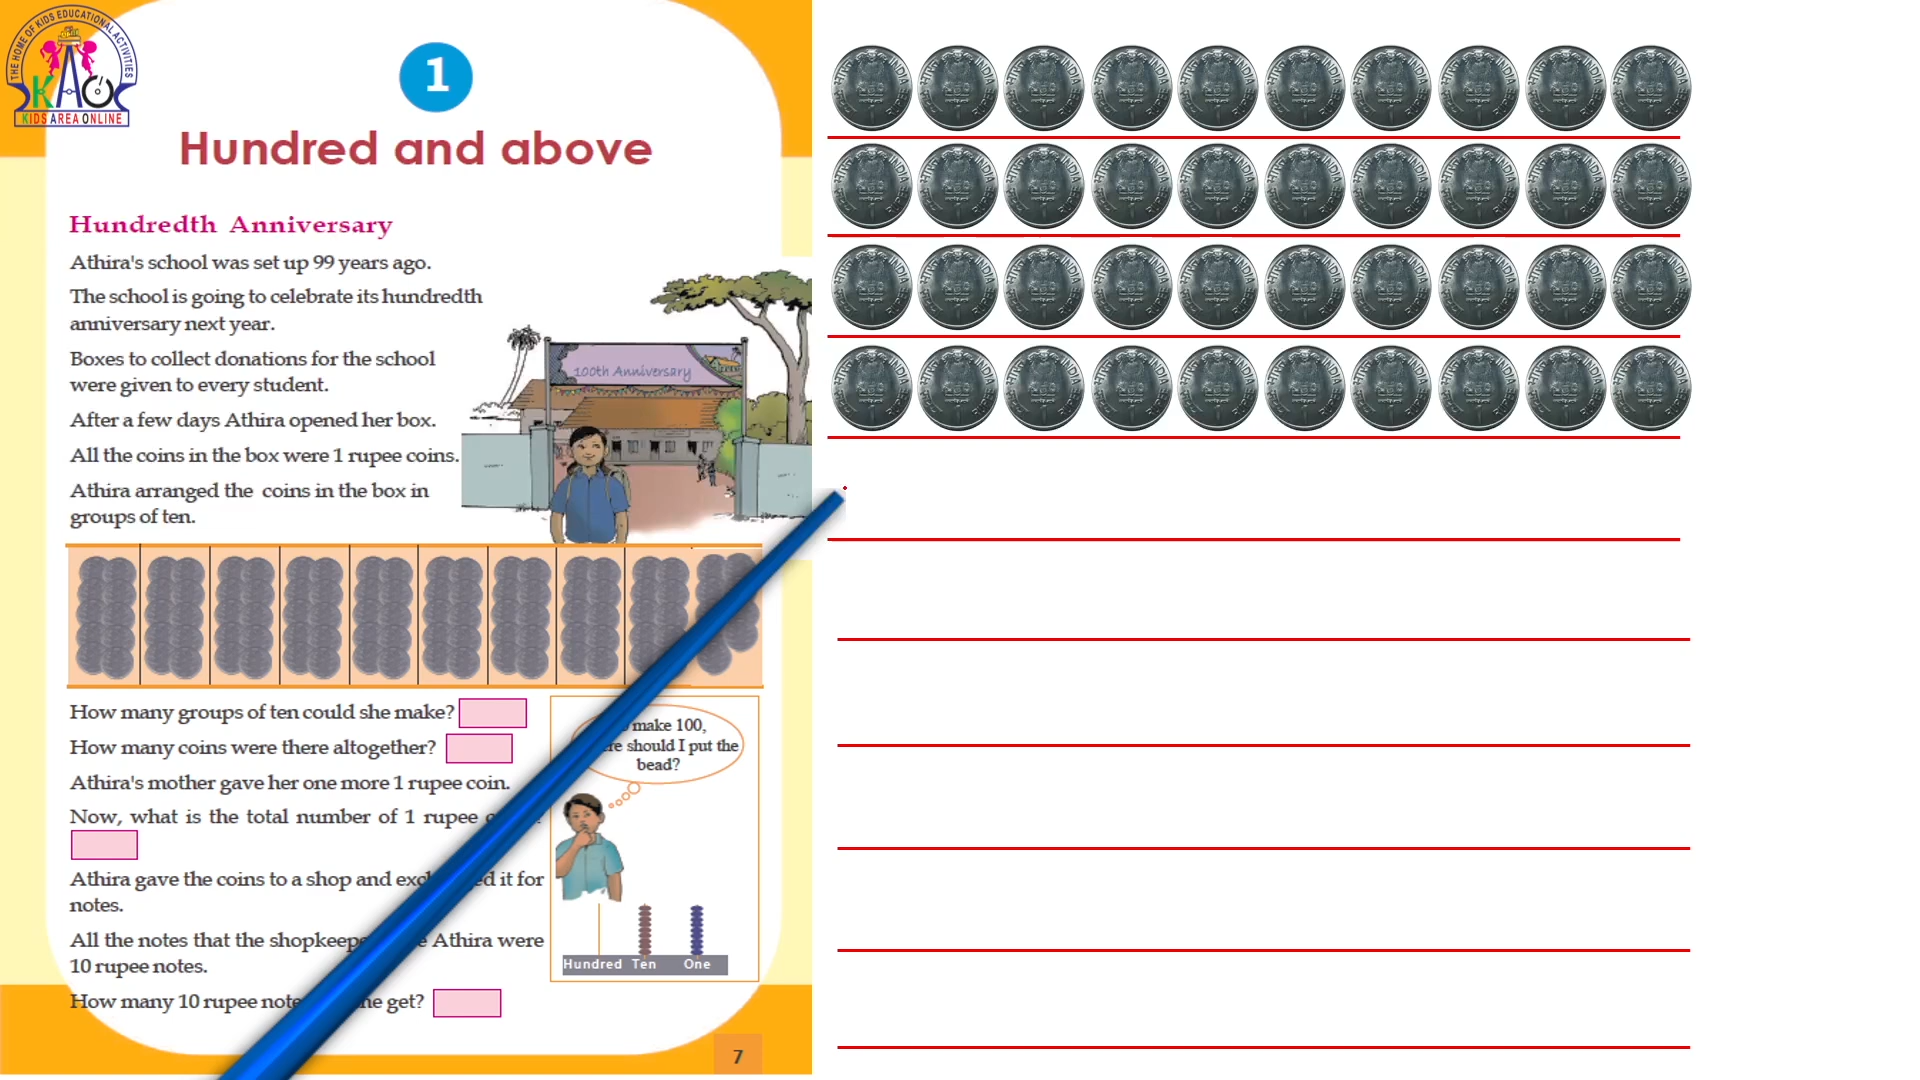 THE HOME OF KIDS EDUCATIONAL ACTIVITIES
KAO
KIDS AREA ONLINE
1
Hundred and above
Hundredth Anniversary
Athira's school was set up 99 years ago.
The school is going to celebrate its hundredth
anniversary next year.
Boxes to collect donations for the school
were given to every student.
After a few days Athira opened her box.
All the coins in the box were 1 rupee coins.
Athira arranged the coins in the box in
groups of ten.
100th Anniversary
How many groups of ten could she make?
How many coins were there altogether?
Athira's mother gave her one more 1 rupee coin.
Now, what is the total number of 1 rupee
Athira gave the coins to a shop and it for
notes.
All the notes that the Athira were
10 rupee notes.
How many 10 rupee get?
make 100,
should I put the
bead?
Hundred Ten One
7